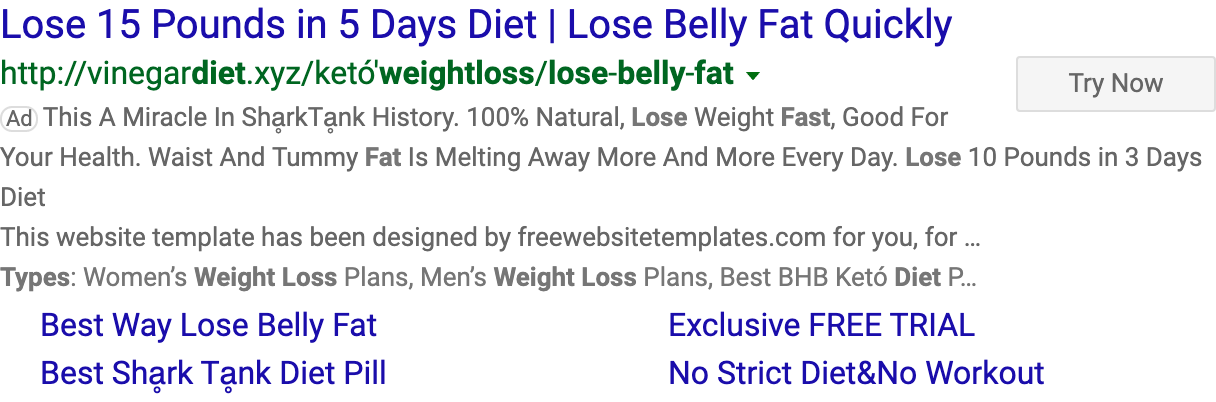 Lose 15 Pounds in 5 Days Diet | Lose Belly Fat Quickly
http://vinegardiet.xyz/ketó'weightloss/lose-belly-fat
Try Now
Ad This A Miracle In Shḁrk Tḁnk History. 100% Natural, Lose Weight Fast, Good For
Your Health. Waist And Tummy Fat Is Melting Away More And More Every Day. Lose 10 Pounds in 3 Days
Diet
This website template has been designed by freewebsitetemplates.com for you, for ...
Types: Women’s Weight Loss Plans, Men’s Weight Loss Plans, Best BHB Ketó Diet P...
Best Way Lose Belly Fat
Exclusive FREE TRIAL
Best Shḁrk Tḁnk Diet Pill
No Strict Diet&No Workout